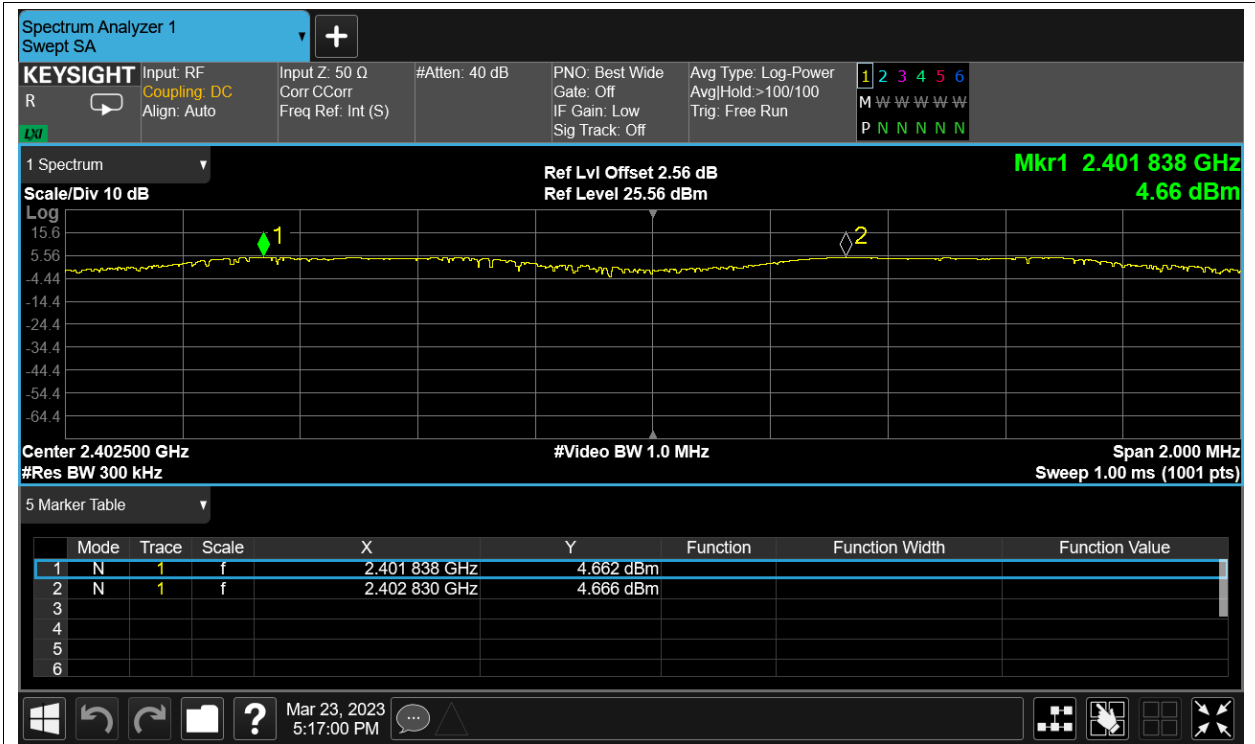 Spectrum Analyzer 1
Swept SA
KEYSIGHT
R
LXI
Input: RF
Coupling: DC
Align: Auto
Input Z: 50 Ω
Corr CCorr
Freq Ref: Int (S)
#Atten: 40 dB
PNO: Best Wide
Gate: Off
IF Gain: Low
Sig Track: Off
Avg Type: Log-Power
Avg|Hold:>100/100
Trig: Free Run
1 2 3 4 5 6
M W W W W W
P N N N N N
1 Spectrum
Scale/Div 10 dB
Ref Lvl Offset 2.56 dB
Ref Level 25.56 dBm
Mkr1 2.401 838 GHz
4.66 dBm
Log
15.6
5.56
-4.44
-14.4
-24.4
-34.4
-44.4
-54.4
-64.4
1
2
Center 2.402500 GHz
#Res BW 300 kHz
#Video BW 1.0 MHz
Span 2.000 MHz
Sweep 1.00 ms (1001 pts)
5 Marker Table
Mode Trace Scale X Y Function Function Width Function Value
1 N 1 f 2.401 838 GHz 4.662 dBm
2 N 1 f 2.402 830 GHz 4.666 dBm
3
4
5
6
?
Mar 23, 2023
5:17:00 PM